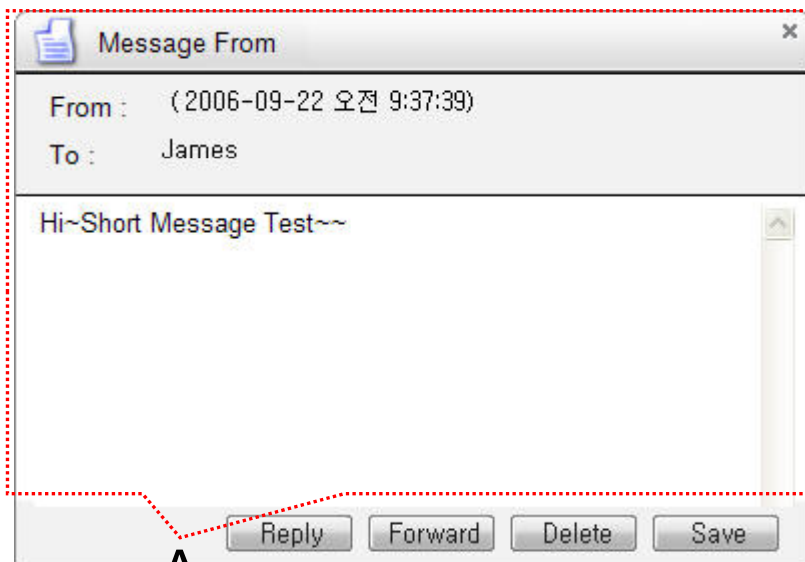 Message From
From : (2006-09-22 오전 9:37:39)
To : James
Hi~Short Message Test~~
Reply Forward Delete Save
A